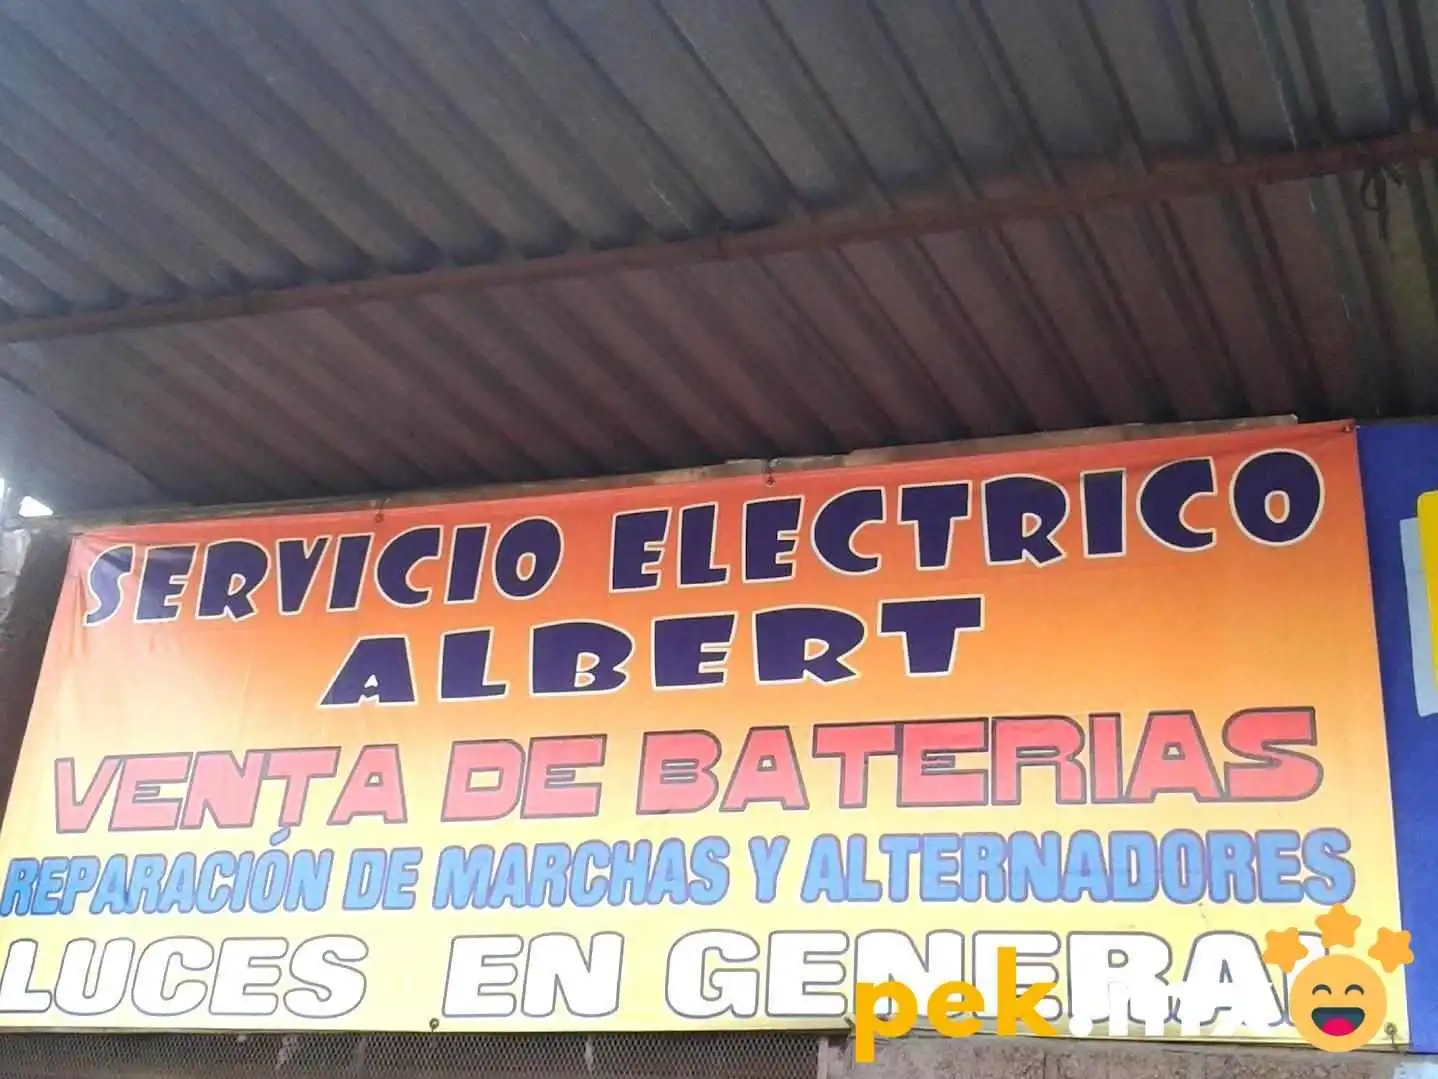 SERVICIO ELECTRICO
ALBERT
VENTA DE BATERIAS
REPARACIÓN DE MARCHAS Y ALTERNADORES
LUCES EN GENERAL
pek.mx